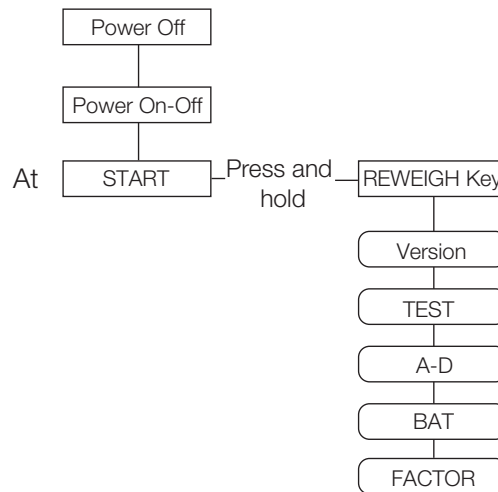 Power Off
Power On-Off
At
START
Press and
hold
REWEIGH Key
Version
TEST
A-D
BAT
FACTOR